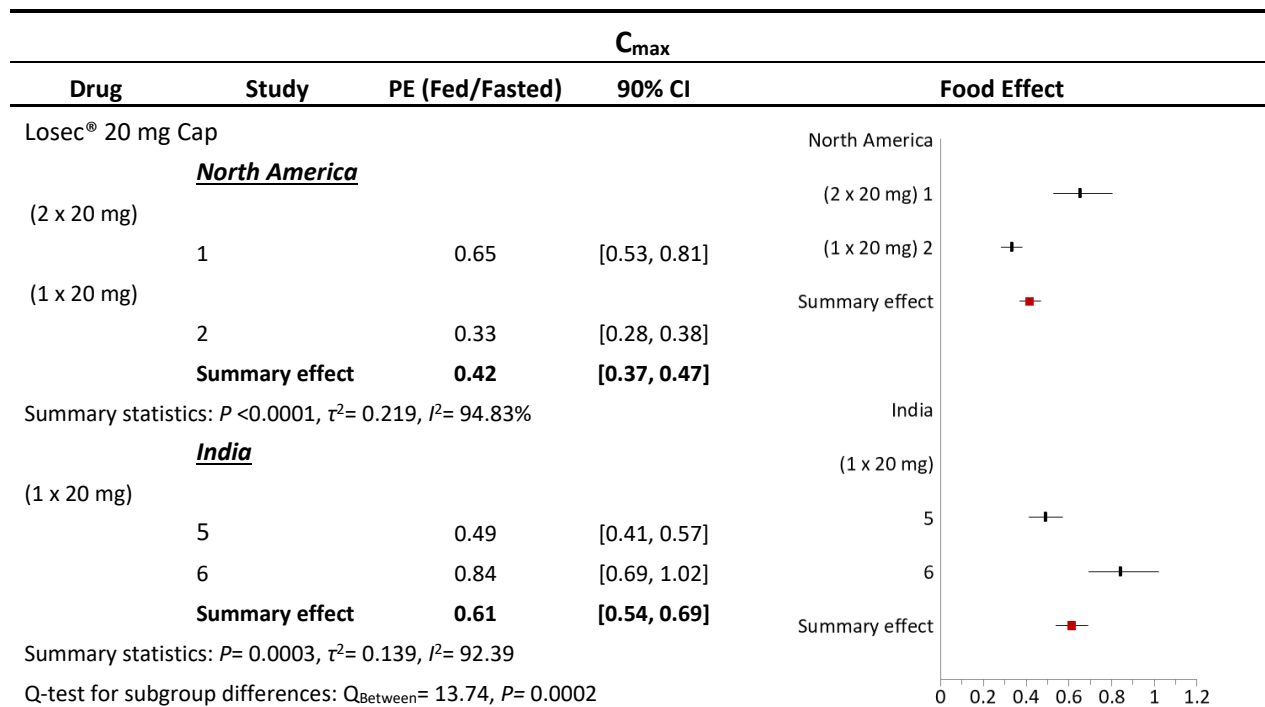 Cmax
Drug Study PE (Fed/Fasted) 90% CI Food Effect
Losec® 20 mg Cap
North America
(2 x 20 mg)
1 0.65 [0.53, 0.81]
(1 x 20 mg)
2 0.33 [0.28, 0.38]
Summary effect 0.42 [0.37, 0.47]
Summary statistics: P <0.0001, τ²= 0.219, I²= 94.83%
India
(1 x 20 mg)
5 0.49 [0.41, 0.57]
6 0.84 [0.69, 1.02]
Summary effect 0.61 [0.54, 0.69]
Summary statistics: P= 0.0003, τ²= 0.139, I²= 92.39
Q-test for subgroup differences: QBetween= 13.74, P= 0.0002
North America
(2 x 20 mg) 1
(1 x 20 mg) 2
Summary effect
India
(1 x 20 mg)
5
6
Summary effect
0 0.2 0.4 0.6 0.8 1 1.2